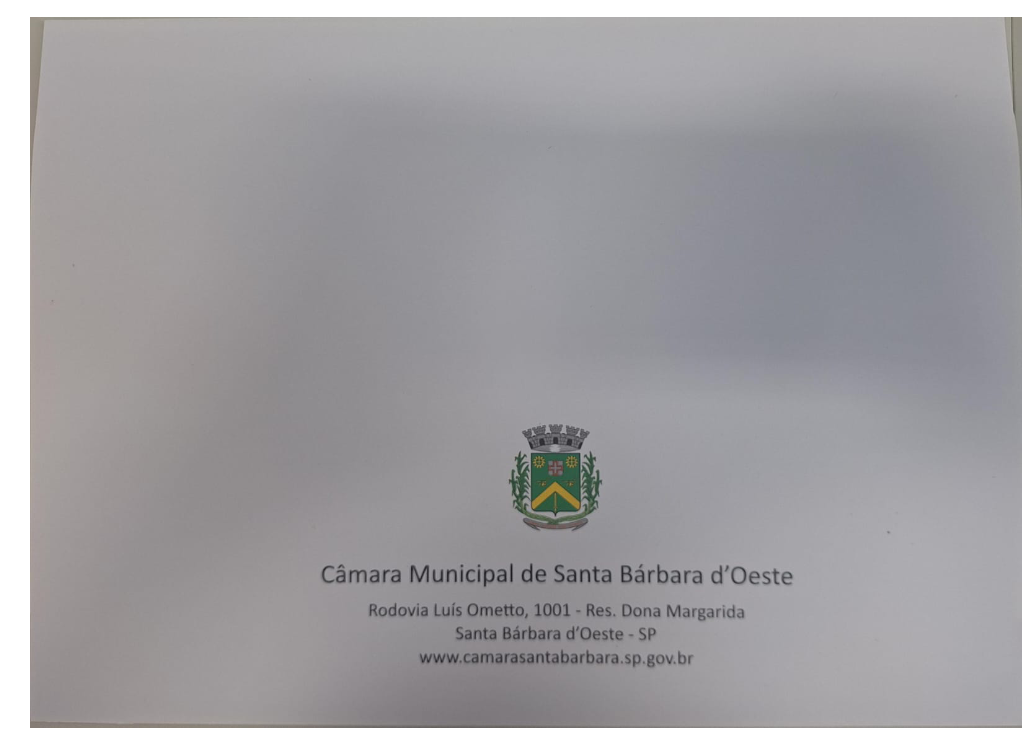 Câmara Municipal de Santa Bárbara d'Oeste
Rodovia Luís Ometto, 1001 - Res. Dona Margarida
Santa Bárbara d'Oeste - SP
www.camarasantabarbara.sp.gov.br